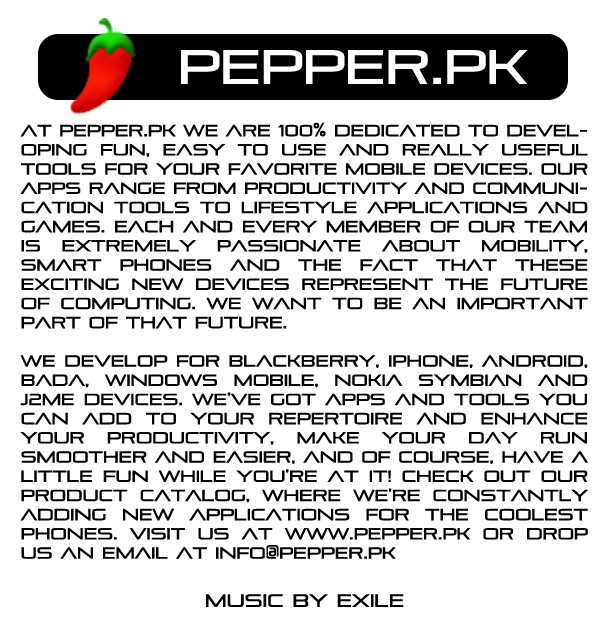 PEPPER.PK
AT PEPPER.PK WE ARE 100% DEDICATED TO DEVEL-
OPING FUN, EASY TO USE AND REALLY USEFUL
TOOLS FOR YOUR FAVORITE MOBILE DEVICES. OUR
APPS RANGE FROM PRODUCTIVITY AND COMMUNI-
CATION TOOLS TO LIFESTYLE APPLICATIONS AND
GAMES. EACH AND EVERY MEMBER OF OUR TEAM
IS EXTREMELY PASSIONATE ABOUT MOBILITY,
SMART PHONES AND THE FACT THAT THESE
EXCITING NEW DEVICES REPRESENT THE FUTURE
OF COMPUTING. WE WANT TO BE AN IMPORTANT
PART OF THAT FUTURE.
WE DEVELOP FOR BLACKBERRY, IPHONE, ANDROID,
BADA, WINDOWS MOBILE, NOKIA SYMBIAN AND
J2ME DEVICES. WE'VE GOT APPS AND TOOLS YOU
CAN ADD TO YOUR REPERTOIRE AND ENHANCE
YOUR PRODUCTIVITY, MAKE YOUR DAY RUN
SMOOTHER AND EASIER, AND OF COURSE, HAVE A
LITTLE FUN WHILE YOU'RE AT IT! CHECK OUT OUR
PRODUCT CATALOG, WHERE WE'RE CONSTANTLY
ADDING NEW APPLICATIONS FOR THE COOLEST
PHONES. VISIT US AT WWW.PEPPER.PK OR DROP
US AN EMAIL AT INFO@PEPPER.PK
MUSIC BY EXILE